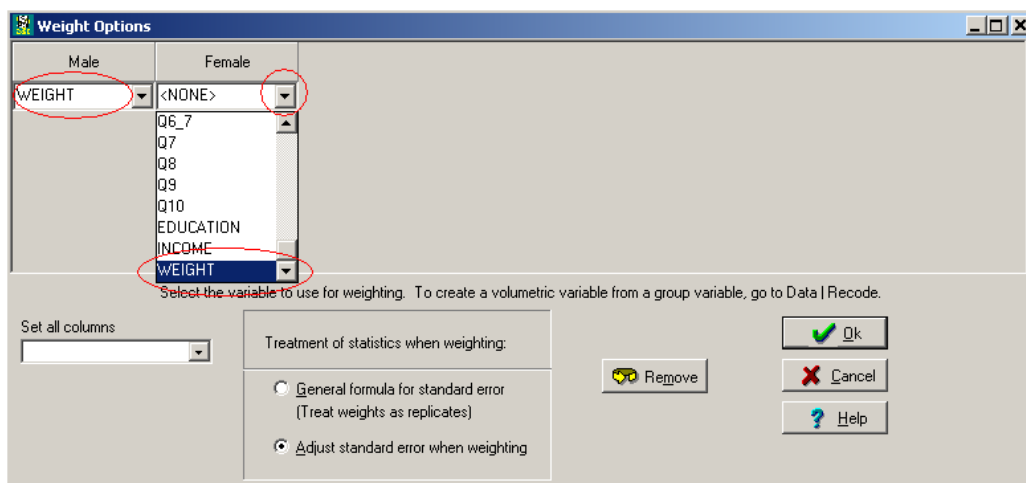 Weight Options
Male Female
WEIGHT <NONE>
Q6_7
Q7
Q8
Q9
Q10
EDUCATION
INCOME
WEIGHT
Select the variable to use for weighting. To create a volumetric variable from a group variable, go to Data | Recode.
Set all columns
Treatment of statistics when weighting:
General formula for standard error
(Treat weights as replicates)
Adjust standard error when weighting
Remove
Ok
Cancel
Help